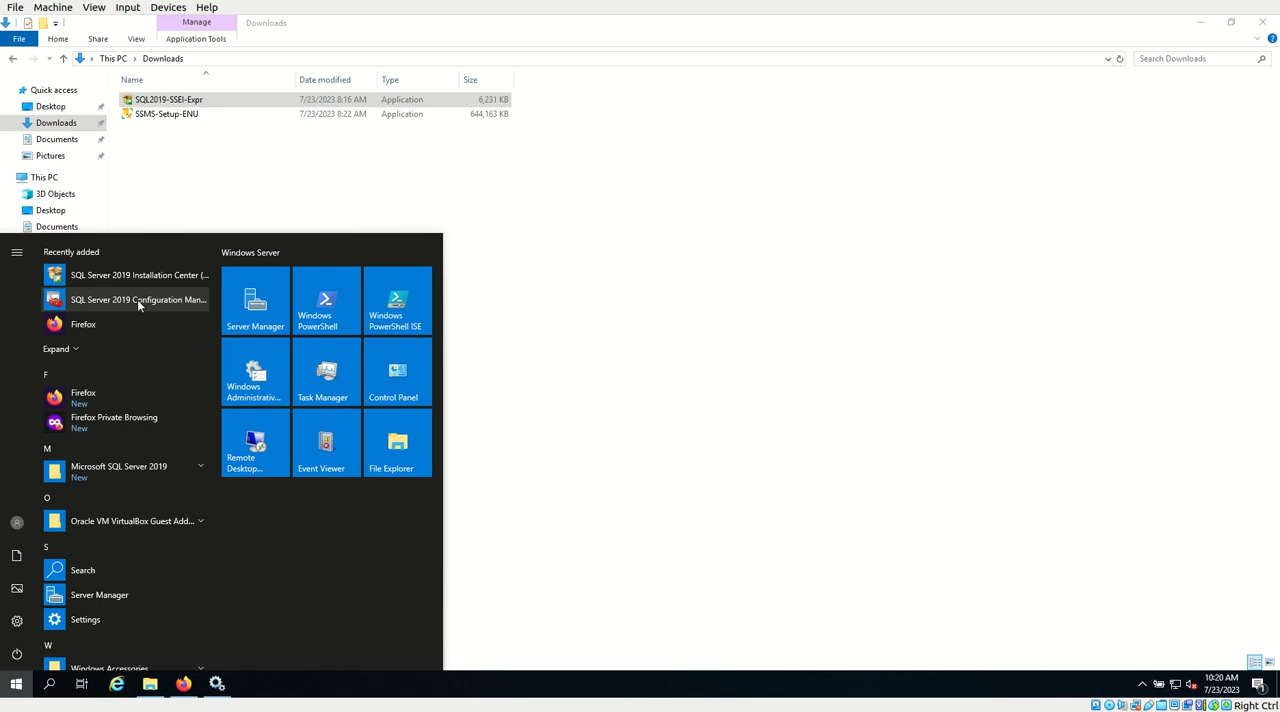 File Machine View Input Devices Help
Manage
Downloads
File Home Share View Application Tools
This PC Downloads
Search Downloads
Name Date modified Type Size
Quick access
Desktop
Downloads
Documents
Pictures
This PC
3D Objects
Desktop
Documents
SQL2019-SSEI-Expr 7/23/2023 8:16 AM Application 6,231 KB
SSMS-Setup-ENU 7/23/2023 8:22 AM Application 644,163 KB
Recently added
SQL Server 2019 Installation Center (...
SQL Server 2019 Configuration Man...
Firefox
Expand
F
Firefox
New
Firefox Private Browsing
New
M
Microsoft SQL Server 2019
New
O
Oracle VM VirtualBox Guest Add...
S
Search
Server Manager
Settings
W
Windows Accessories
Windows Server
Server Manager
Windows
PowerShell
Windows
PowerShell ISE
Windows
Administrativ...
Task Manager
Control Panel
Remote
Desktop...
Event Viewer
File Explorer
10:20 AM
7/23/2023
1
Right Ctrl